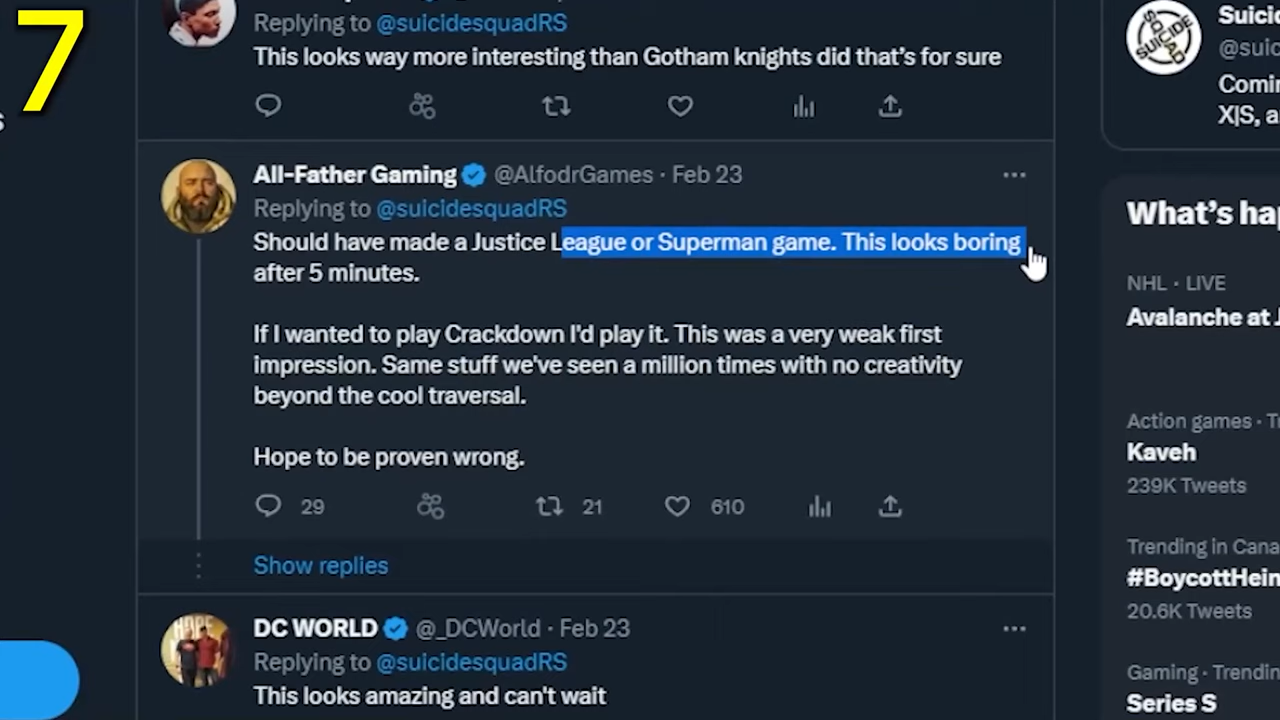 7
Replying to @suicidesquadRS
This looks way more interesting than Gotham knights did that's for sure
All-Father Gaming @AlfodrGames · Feb 23
Replying to @suicidesquadRS
Should have made a Justice League or Superman game. This looks boring
after 5 minutes.
If I wanted to play Crackdown I'd play it. This was a very weak first
impression. Same stuff we've seen a million times with no creativity
beyond the cool traversal.
Hope to be proven wrong.
29 21 610
Show replies
DC WORLD @_DCWorld · Feb 23
Replying to @suicidesquadRS
This looks amazing and can't wait
SUICIDE SQUAD
Suicid
@suic
Comin
X|S, a
What's ha
NHL · LIVE
Avalanche at
Action games · T
Kaveh
239K Tweets
Trending in Cana
#BoycottHein
20.6K Tweets
Gaming · Trendin
Series S